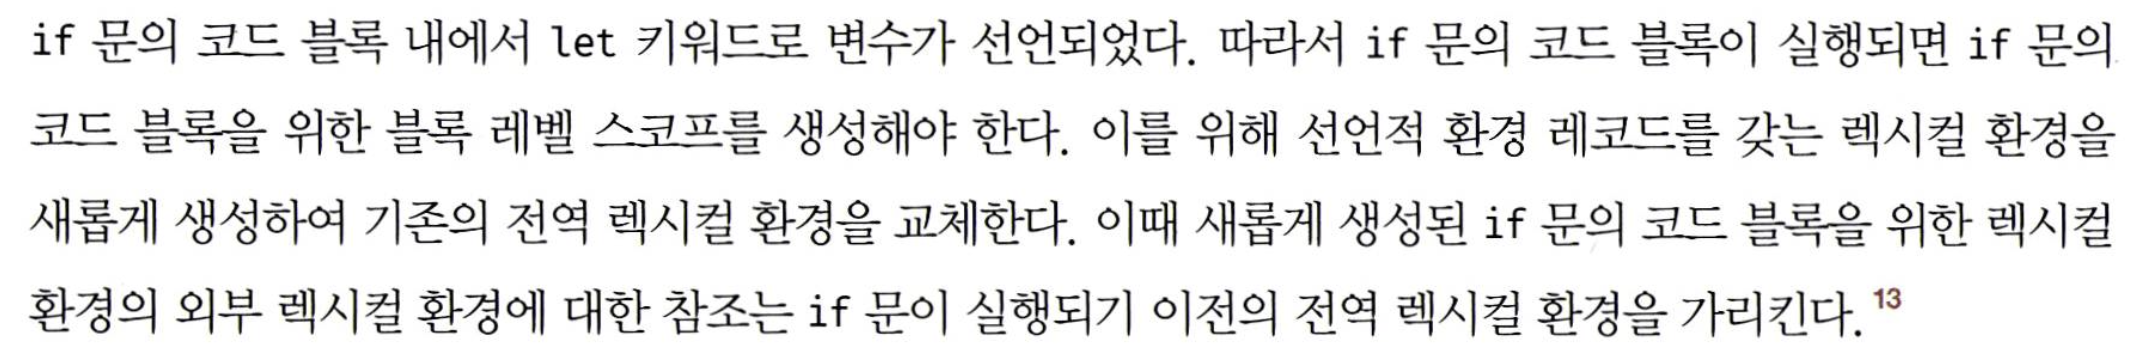 if 문의 코드 블록 내에서 let 키워드로 변수가 선언되었다. 따라서 if 문의 코드 블록이 실행되면 if 문의
코드 블록을 위한 블록 레벨 스코프를 생성해야 한다. 이를 위해 선언적 환경 레코드를 갖는 렉시컬 환경을
새롭게 생성하여 기존의 전역 렉시컬 환경을 교체한다. 이때 새롭게 생성된 if 문의 코드 블록을 위한 렉시컬
환경의 외부 렉시컬 환경에 대한 참조는 if 문이 실행되기 이전의 전역 렉시컬 환경을 가리킨다.13